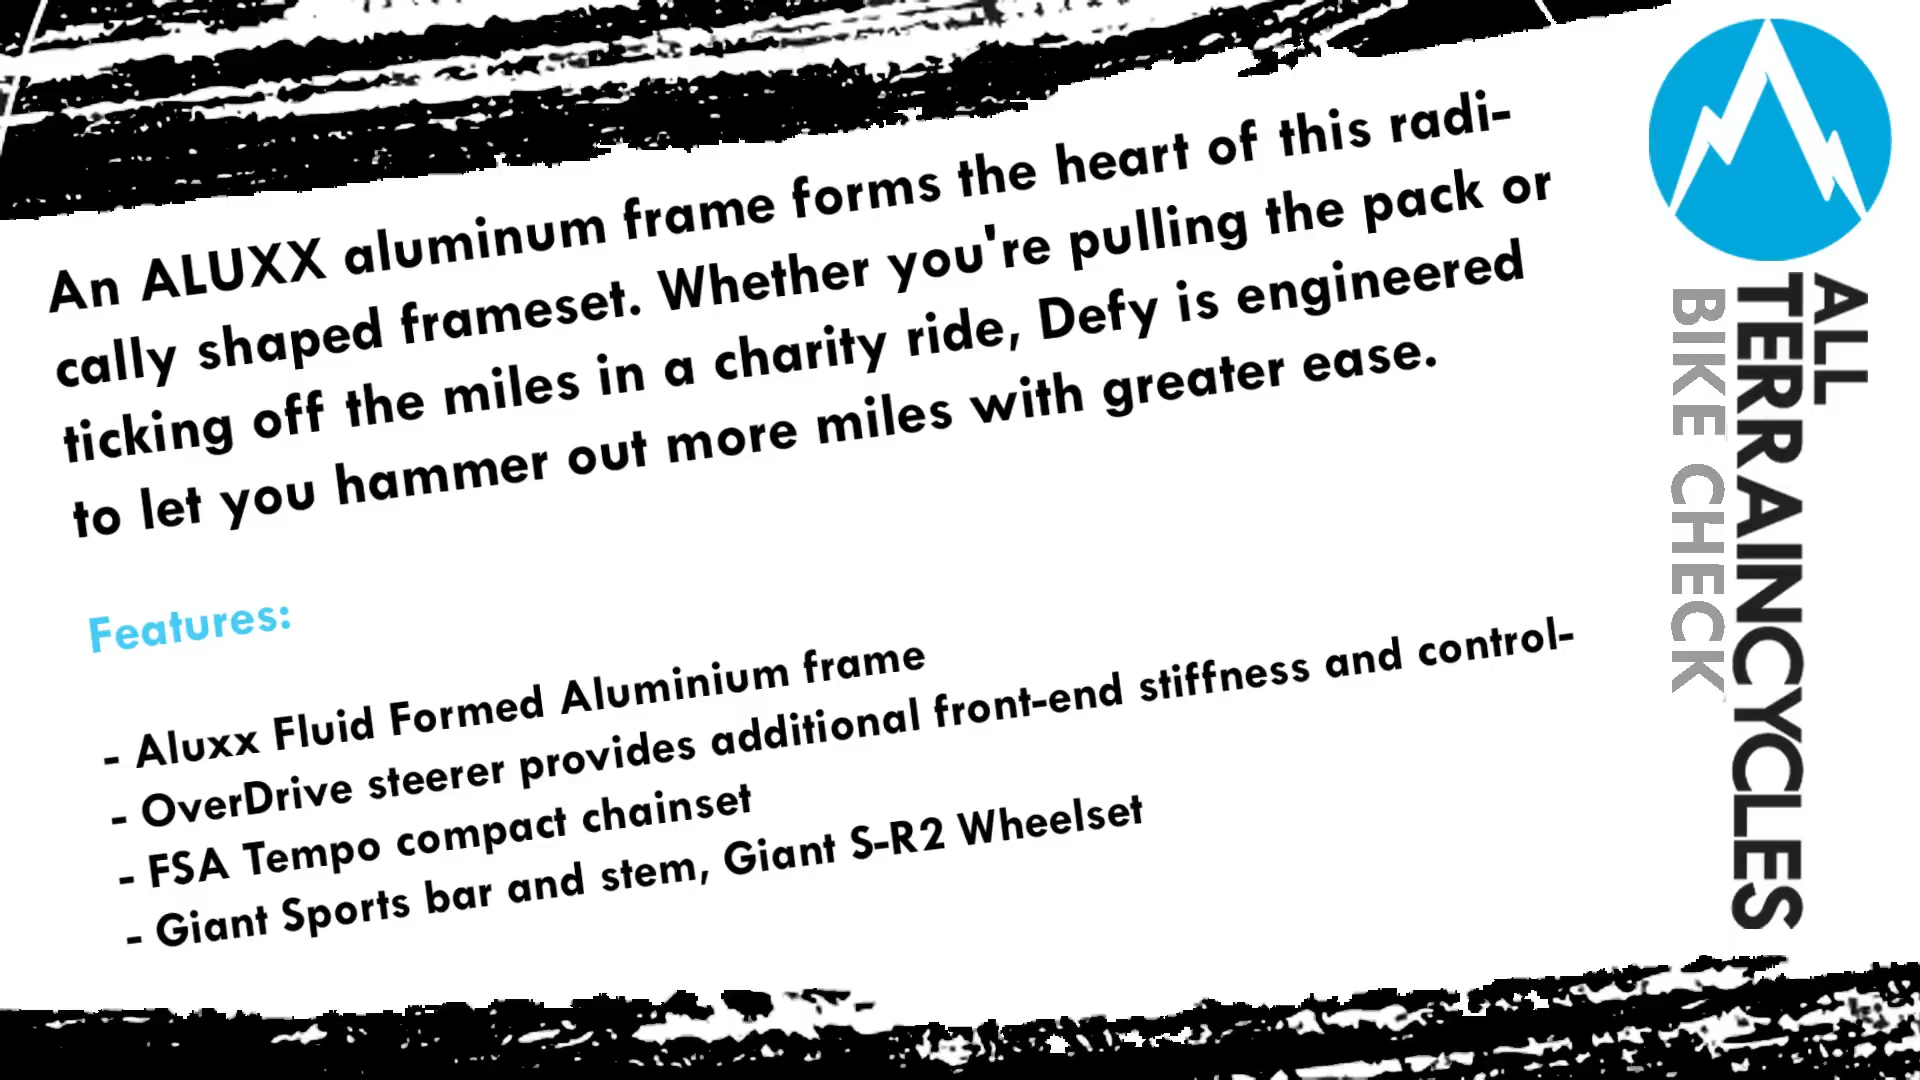 An ALUXX aluminum frame forms the heart of this radi-
cally shaped frameset. Whether you're pulling the pack or
ticking off the miles in a charity ride, Defy is engineered
to let you hammer out more miles with greater ease.
Features:
- Aluxx Fluid Formed Aluminium frame
- OverDrive steerer provides additional front-end stiffness and control-
- FSA Tempo compact chainset
- Giant Sports bar and stem, Giant S-R2 Wheelset
ALL
TERRAINCYCLES
BIKE CHECK